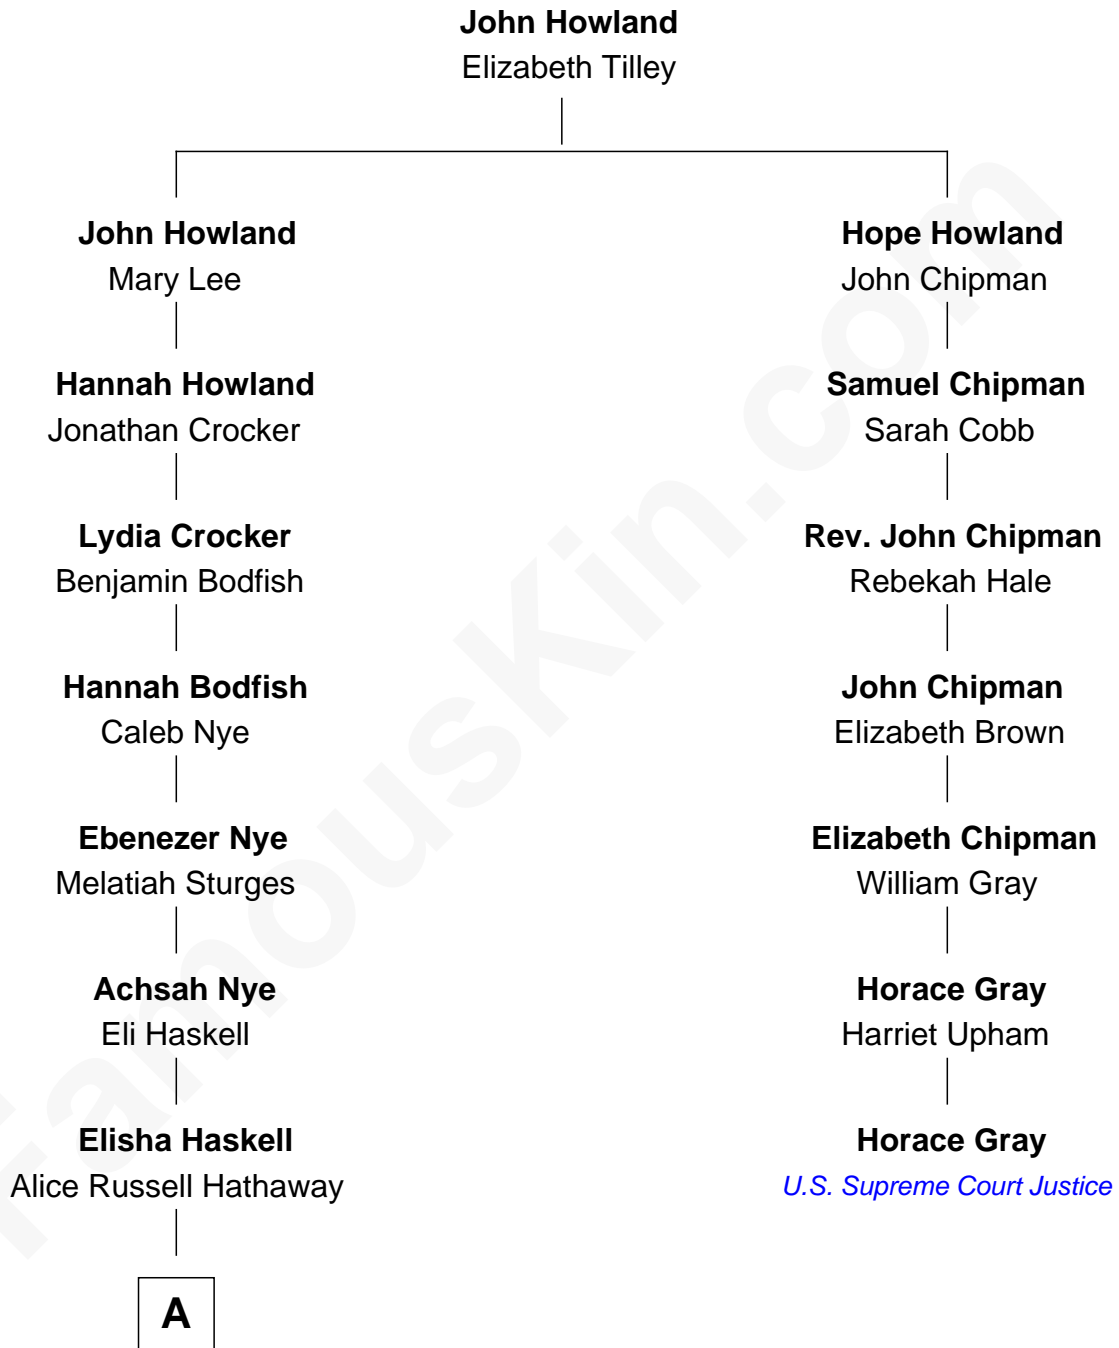 John Howland
Elizabeth Tilley
John Howland
Mary Lee
Hope Howland
John Chipman
Hannah Howland
Jonathan Crocker
Samuel Chipman
Sarah Cobb
Lydia Crocker
Benjamin Bodfish
Rev. John Chipman
Rebekah Hale
Hannah Bodfish
Caleb Nye
John Chipman
Elizabeth Brown
Ebenezer Nye
Melatiah Sturges
Elizabeth Chipman
William Gray
Achsah Nye
Eli Haskell
Horace Gray
Harriet Upham
Elisha Haskell
Alice Russell Hathaway
Horace Gray
U.S. Supreme Court Justice
A
FamousKin.com